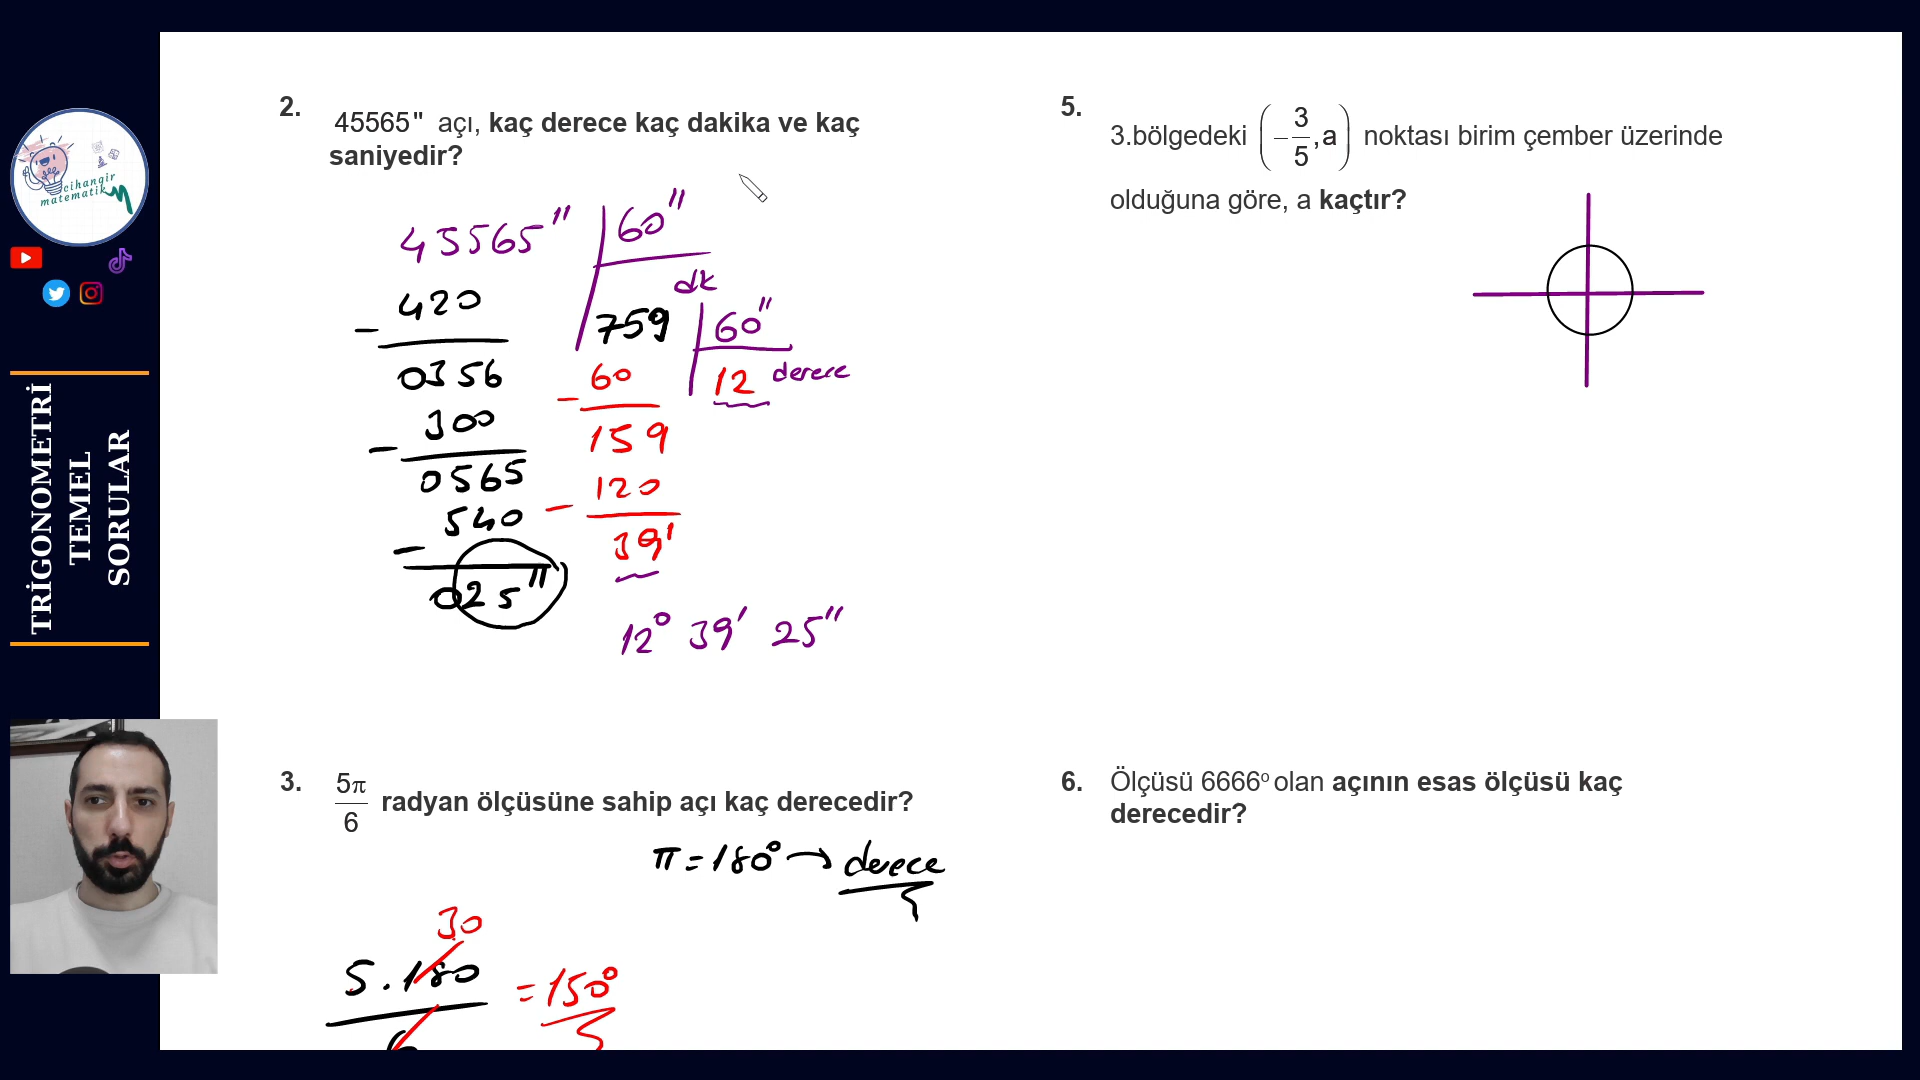 cihangir
matematik
TRİGONOMETRİ
TEMEL
SORULAR
2.
45565" açı, kaç derece kaç dakika ve kaç
saniyedir?
45565" 60"
dk
420
759 60"
0356
60 12 derece
300
159
0565
120
540
39'
025"
12° 39' 25"
3. 5π/6 radyan ölçüsüne sahip açı kaç derecedir?
π = 180° → derece
30
5.180/6 = 150°
5.
3.bölgedeki (-3/5,a) noktası birim çember üzerinde
olduğuna göre, a kaçtır?
6. Ölçüsü 6666° olan açının esas ölçüsü kaç
derecedir?